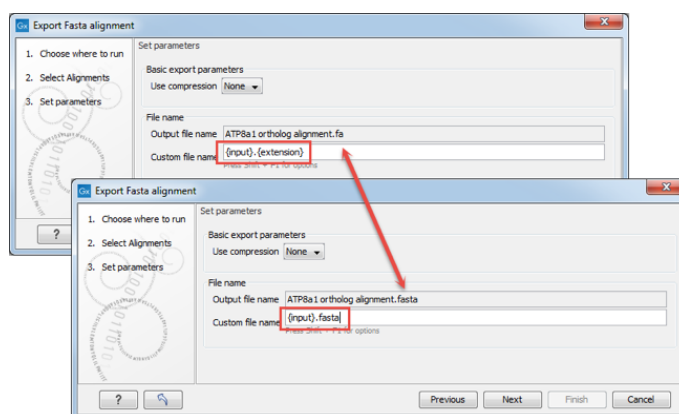 Gx Export Fasta alignment
1. Choose where to run
2. Select Alignments
3. Set parameters
Set parameters
Basic export parameters
Use compression None
File name
Output file name ATP8a1 ortholog alignment.fa
Custom file name {input}.{extension}
Press Shift + F1 for options
?
Gx Export Fasta alignment
1. Choose where to run
2. Select Alignments
3. Set parameters
Set parameters
Basic export parameters
Use compression None
File name
Output file name ATP8a1 ortholog alignment.fasta
Custom file name {input}.fasta
Press Shift + F1 for options
? Previous Next Finish Cancel